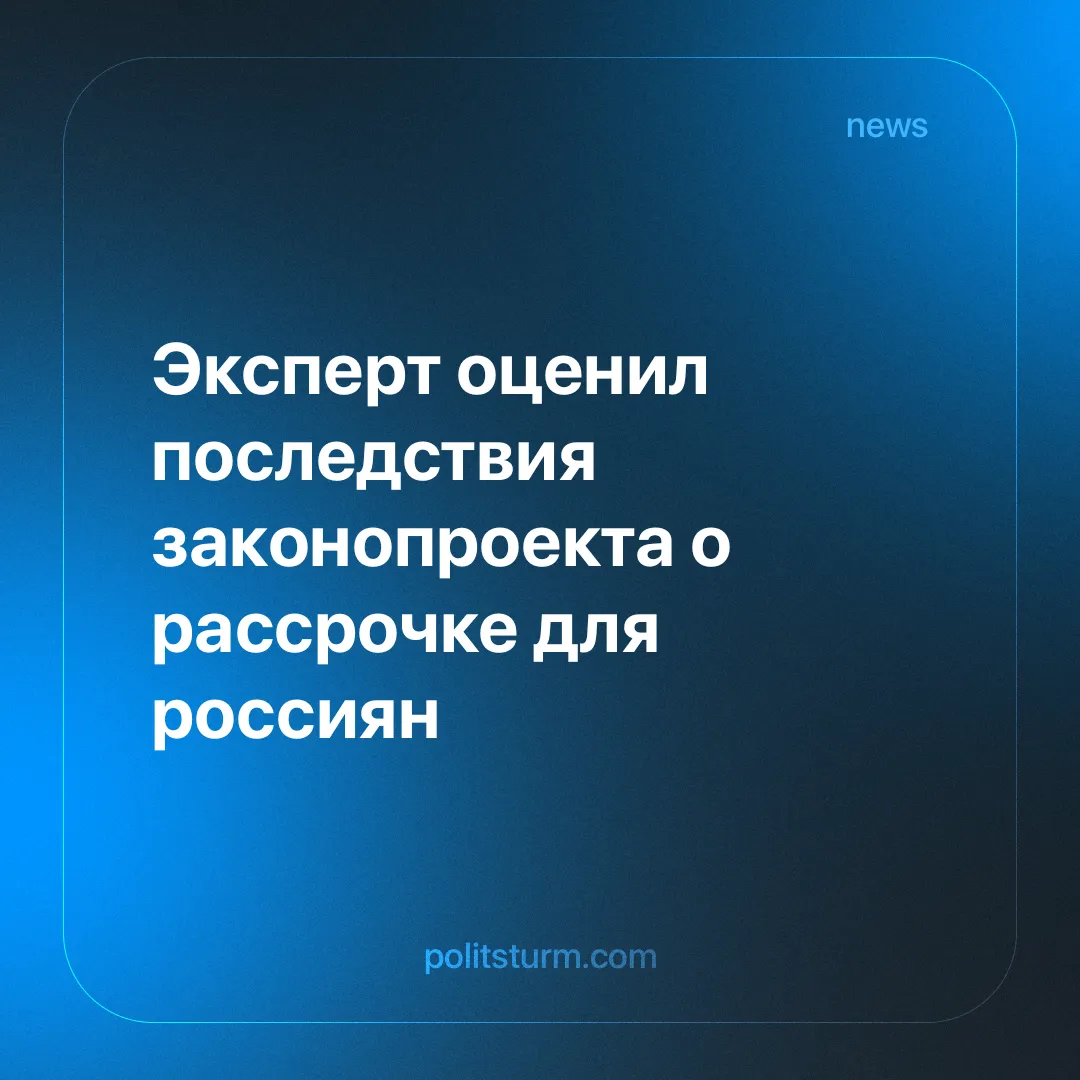 news
Эксперт оценил
последствия
законопроекта о
рассрочке для
россиян
politsturm.com